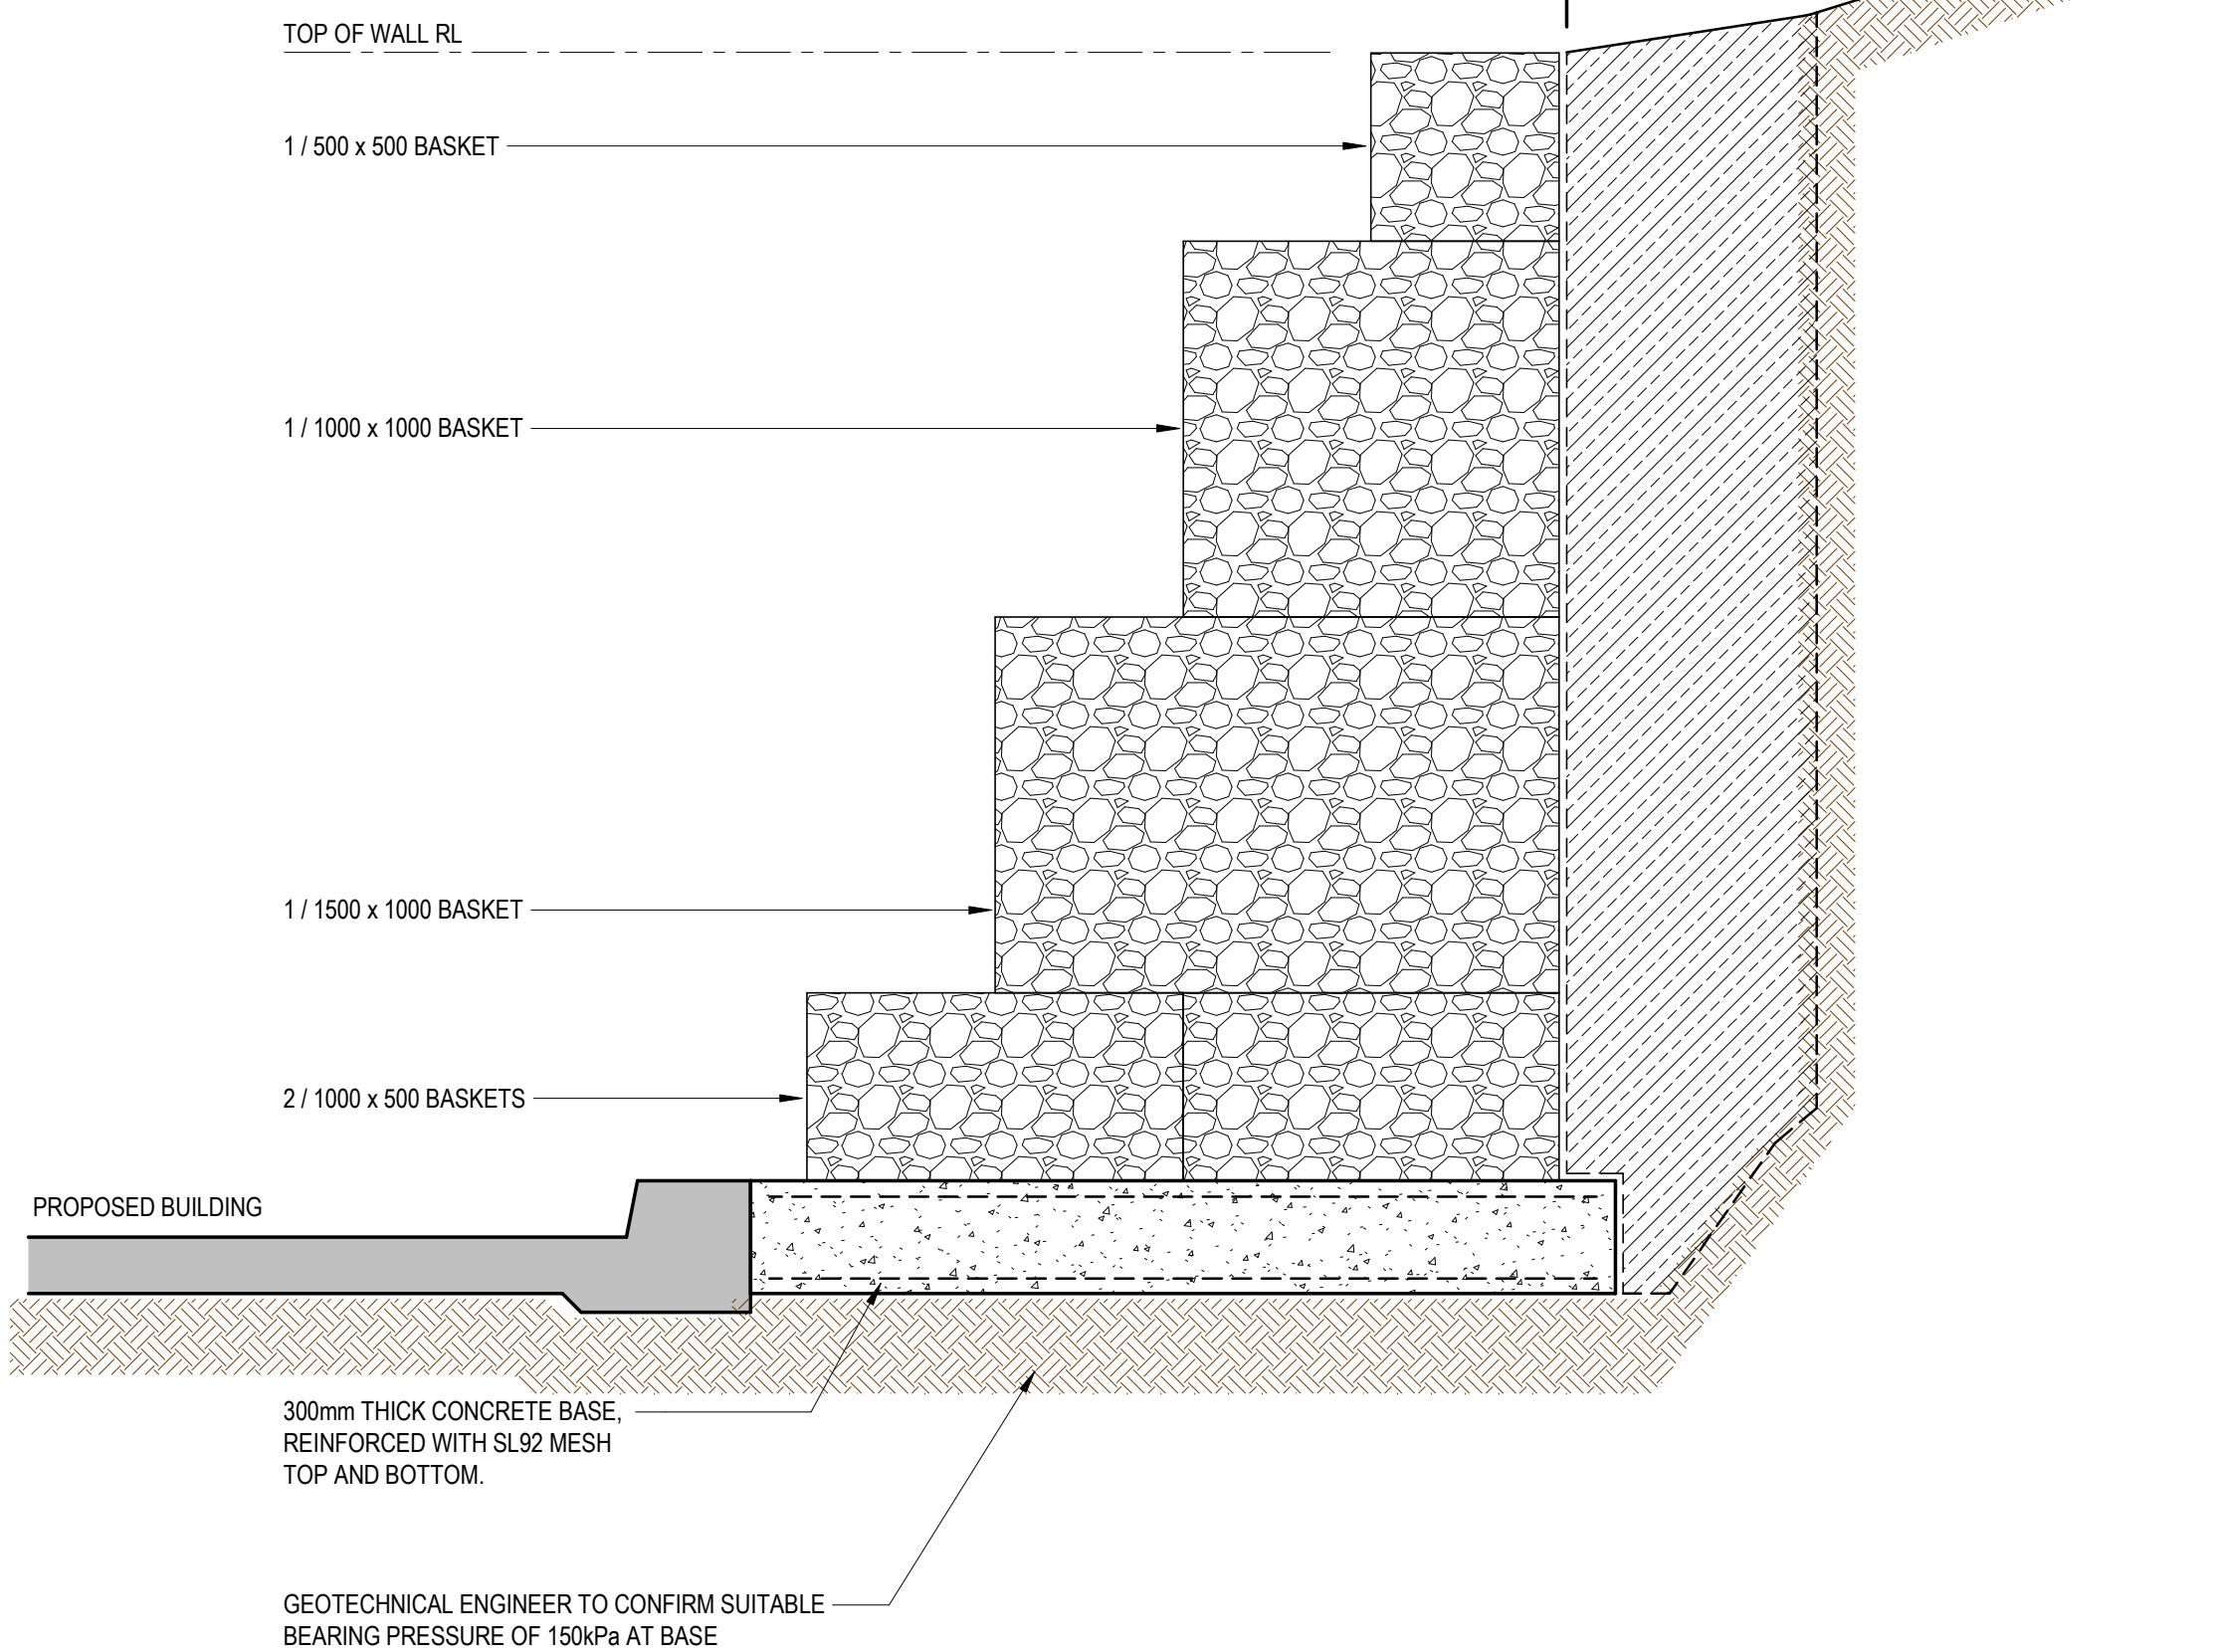 TOP OF WALL RL
1 / 500 x 500 BASKET
1 / 1000 x 1000 BASKET
1 / 1500 x 1000 BASKET
2 / 1000 x 500 BASKETS
PROPOSED BUILDING
300mm THICK CONCRETE BASE,
REINFORCED WITH SL92 MESH
TOP AND BOTTOM.
GEOTECHNICAL ENGINEER TO CONFIRM SUITABLE
BEARING PRESSURE OF 150kPa AT BASE